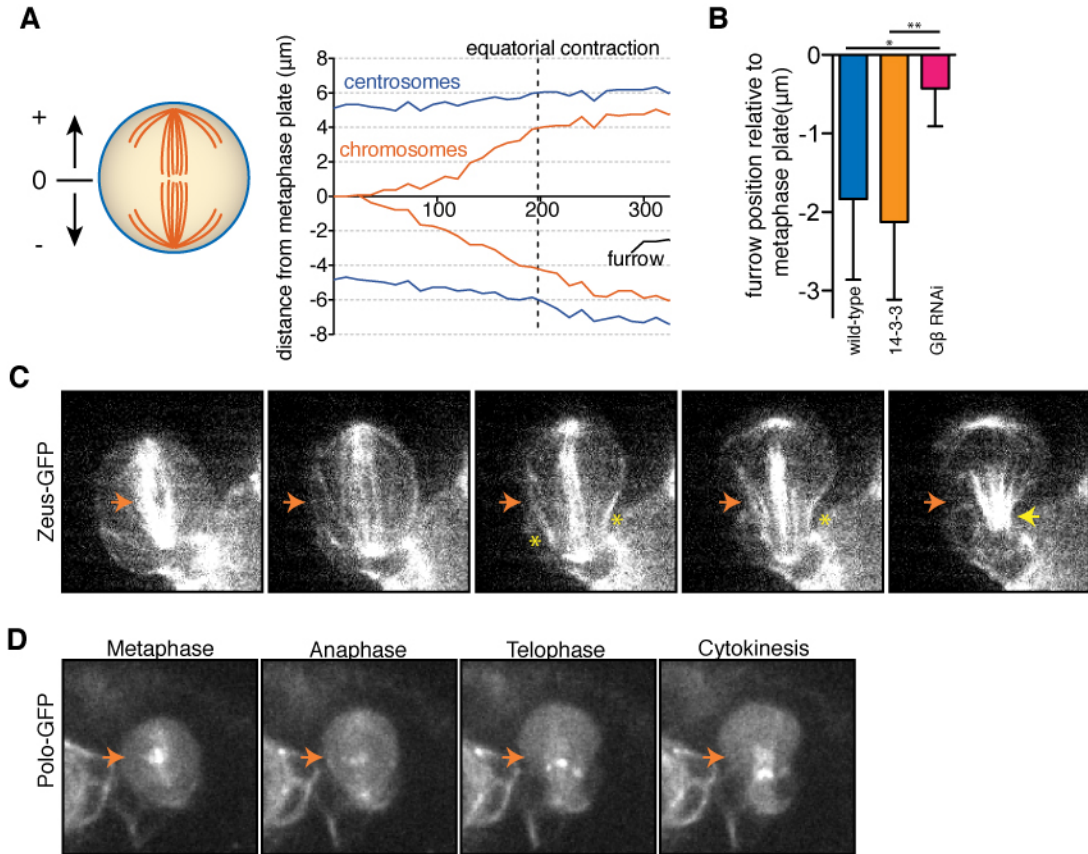 A
+
0
-
distance from metaphase plate (µm)
8
6
4
2
0
-2
-4
-6
-8
equatorial contraction
centrosomes
chromosomes
100
200
300
furrow
B
furrow position relative to
metaphase plate(µm)
0
-1
-2
-3
**
*
wild-type
14-3-3
Gβ RNAi
C
Zeus-GFP
*
*
*
D
Polo-GFP
Metaphase
Anaphase
Telophase
Cytokinesis